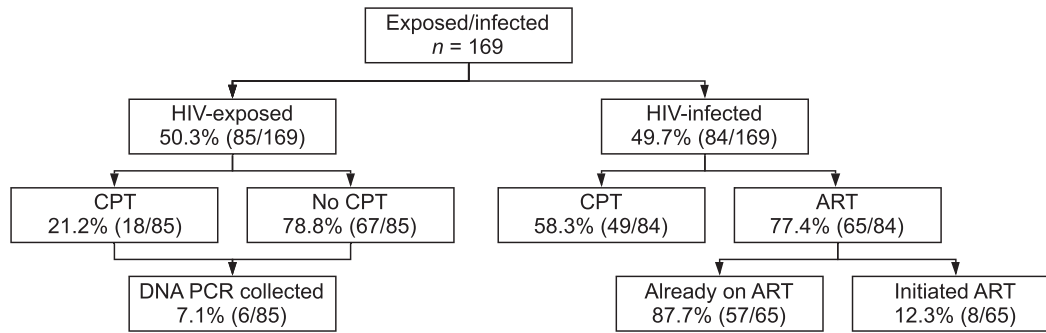 Exposed/infected
n = 169
HIV-exposed
50.3% (85/169)
HIV-infected
49.7% (84/169)
CPT
21.2% (18/85)
No CPT
78.8% (67/85)
CPT
58.3% (49/84)
ART
77.4% (65/84)
DNA PCR collected
7.1% (6/85)
Already on ART
87.7% (57/65)
Initiated ART
12.3% (8/65)